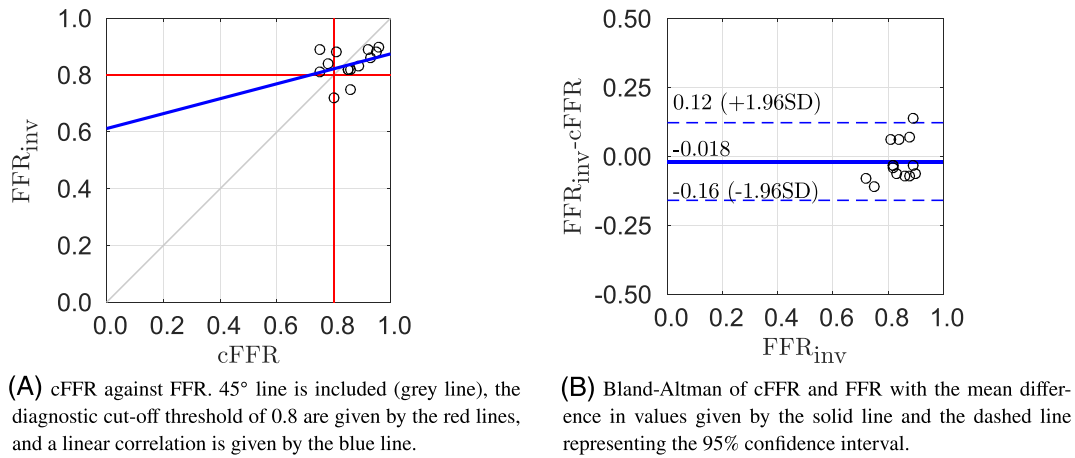 1.0
0.8
0.6
0.4
0.2
0.0
FFRinv
0.0 0.2 0.4 0.6 0.8 1.0
cFFR
0.50
0.25
0.00
-0.25
-0.50
FFRinv-cFFR
0.12 (+1.96SD)
-0.018
-0.16 (-1.96SD)
0.0 0.2 0.4 0.6 0.8 1.0
FFRinv
(A) cFFR against FFR. 45° line is included (grey line), the
diagnostic cut-off threshold of 0.8 are given by the red lines,
and a linear correlation is given by the blue line.
(B) Bland-Altman of cFFR and FFR with the mean differ-
ence in values given by the solid line and the dashed line
representing the 95% confidence interval.